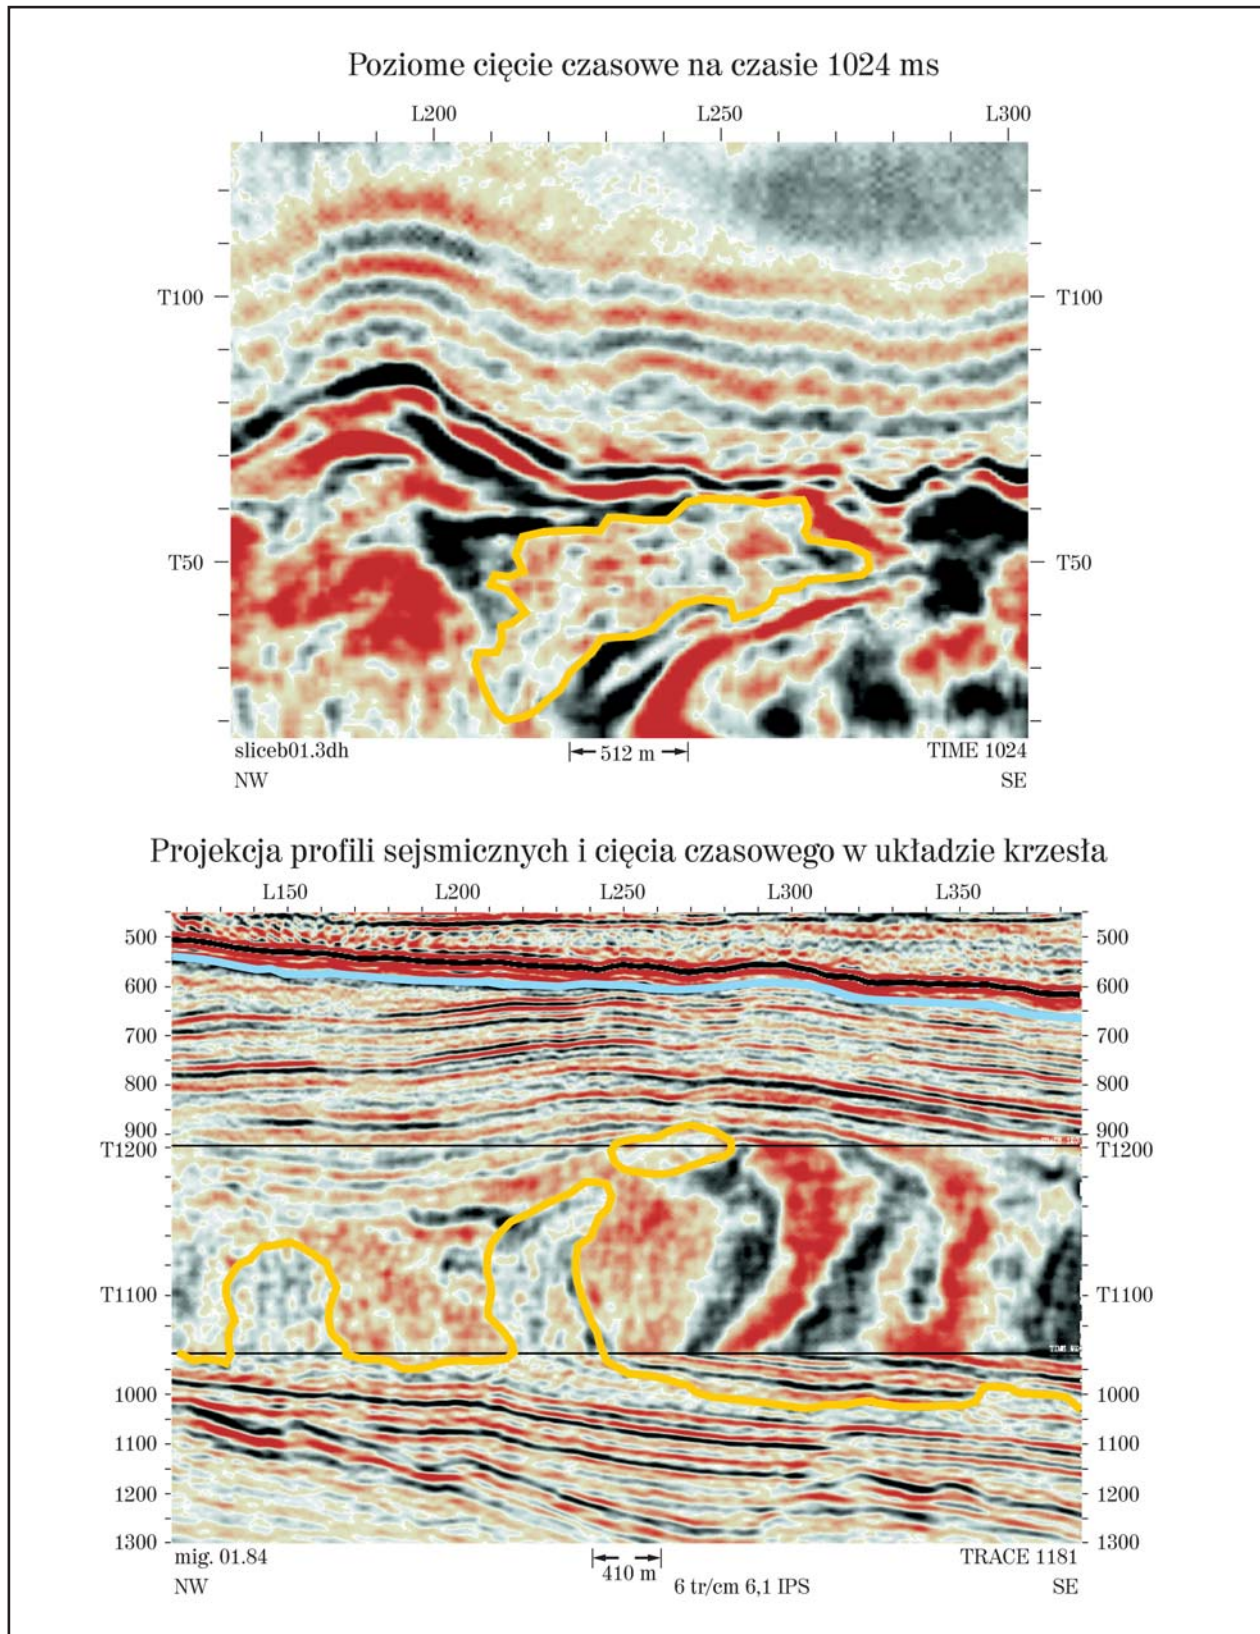 Poziome cięcie czasowe na czasie 1024 ms
L200 L250 L300
T100 T100
T50 T50
sliceb01.3dh 512 m TIME 1024
NW SE
Projekcja profili sejsmicznych i cięcia czasowego w układzie krzesła
L150 L200 L250 L300 L350
500 500
600 600
700 700
800 800
900 900
T1200 T1200
T1100 T1100
1000 1000
1100 1100
1200 1200
1300 1300
mig. 01.84 410 m TRACE 1181
NW 6 tr/cm 6,1 IPS SE